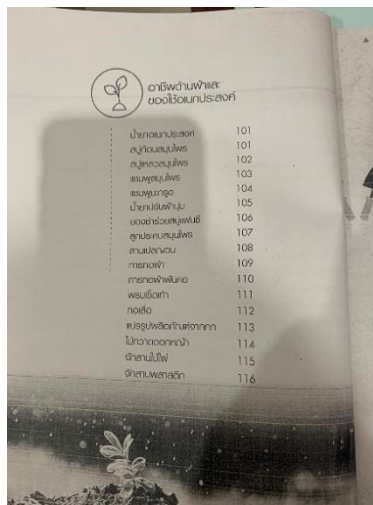 อาชีพด้านผ้าและ
ของใช้อเนกประสงค์
น้ำยาอเนกประสงค์ 101
สบู่ก้อนสมุนไพร 101
สบู่เหลวสมุนไพร 102
แชมพูสมุนไพร 103
แชมพูมะกรูด 104
น้ำยาปรับผ้านุ่ม 105
ของชำร่วยสบู่แฟนซี 106
ลูกประคบสมุนไพร 107
สานเปลญวน 108
การทอผ้า 109
การทอผ้าพันคอ 110
พรมเช็ดเท้า 111
ทอเสื่อ 112
แปรรูปผลิตภัณฑ์จากกก 113
ไม้กวาดดอกหญ้า 114
จักสานไม้ไผ่ 115
จักสานพลาสติก 116